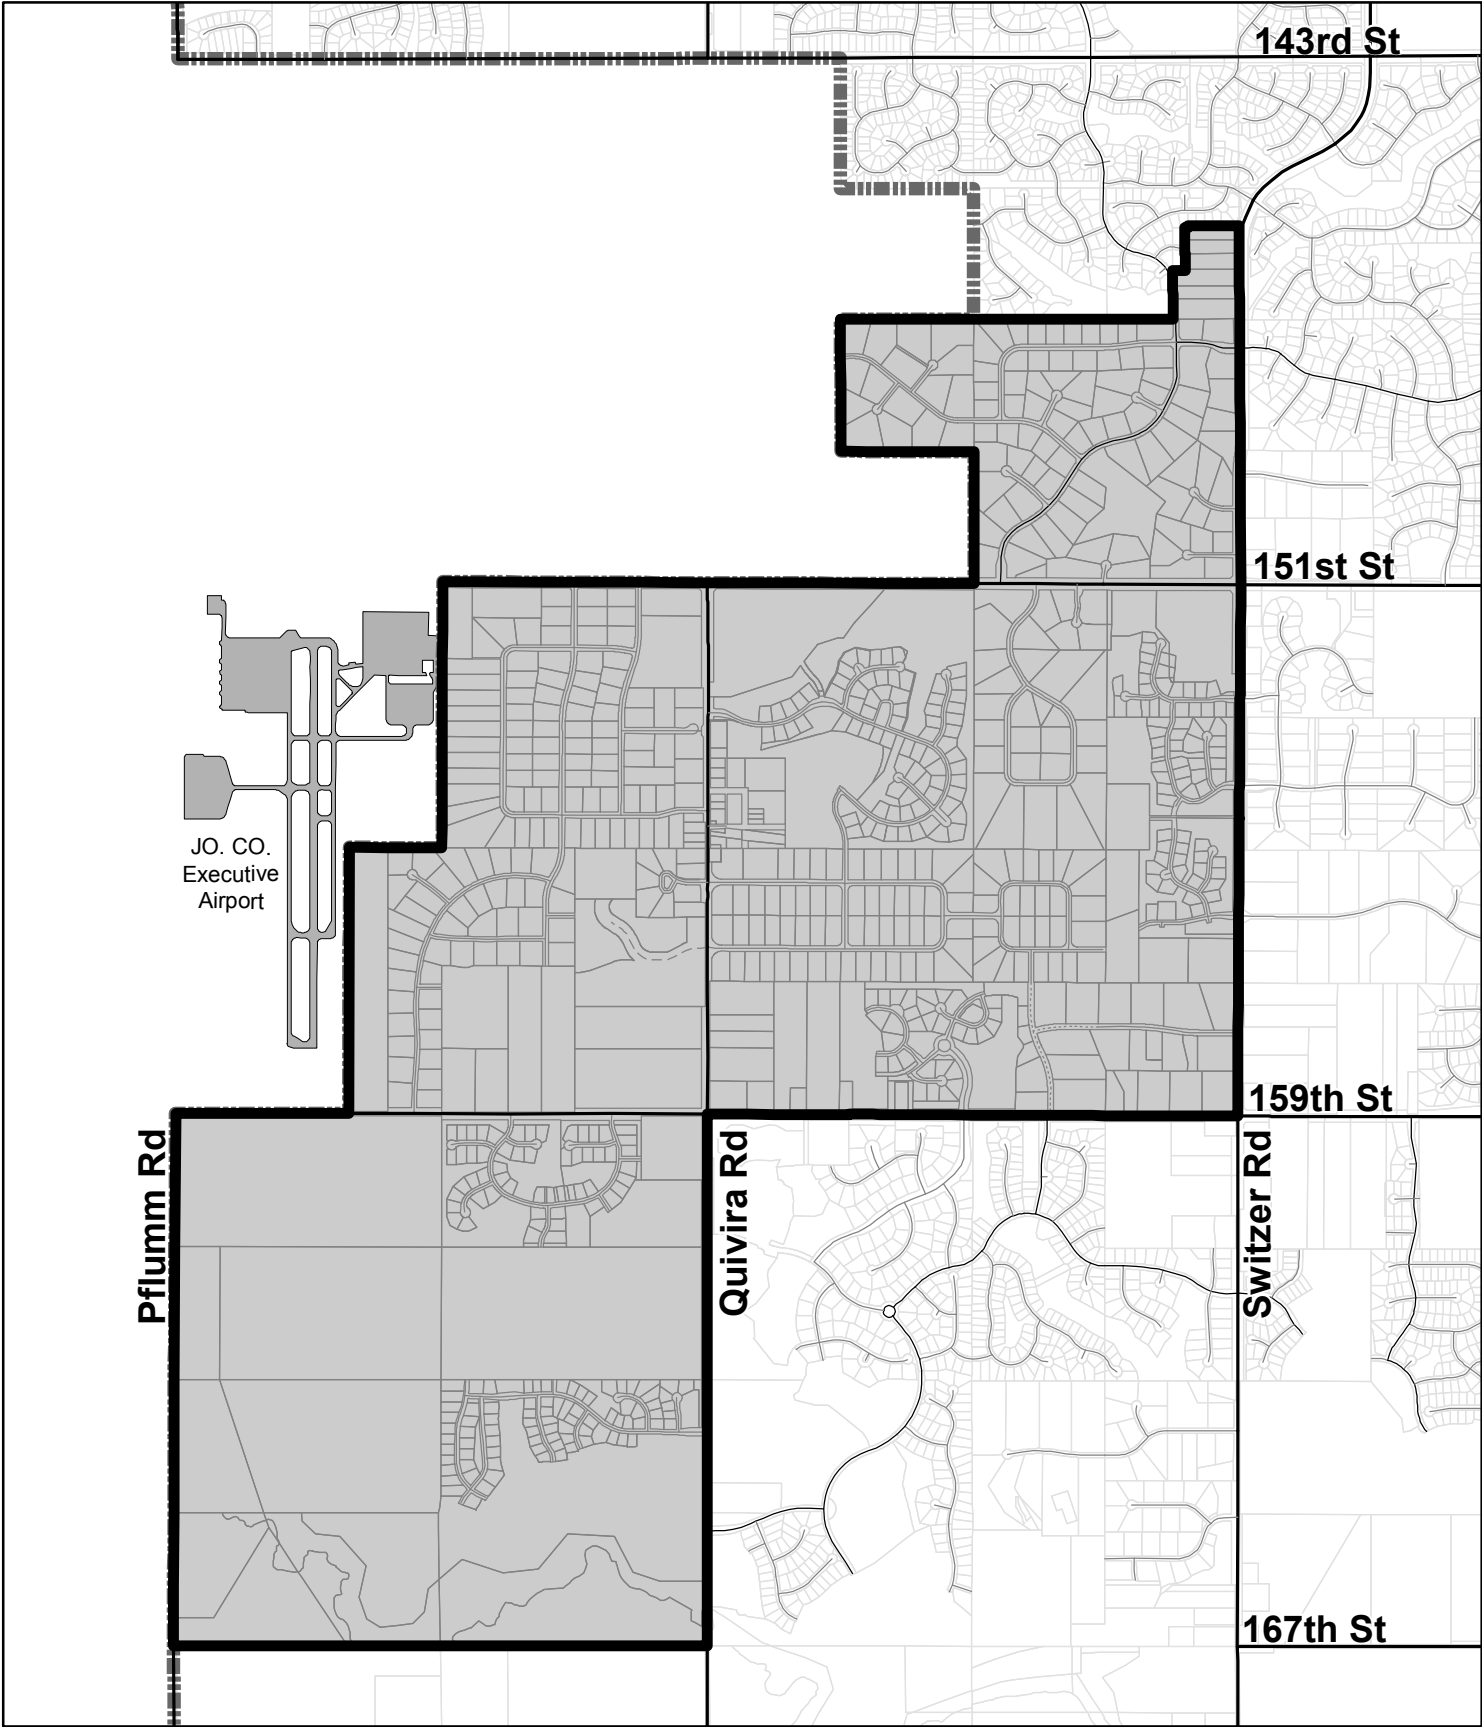 143rd St
151st St
JO. CO.
Executive
Airport
159th St
Pflumm Rd
Quivira Rd
Switzer Rd
167th St